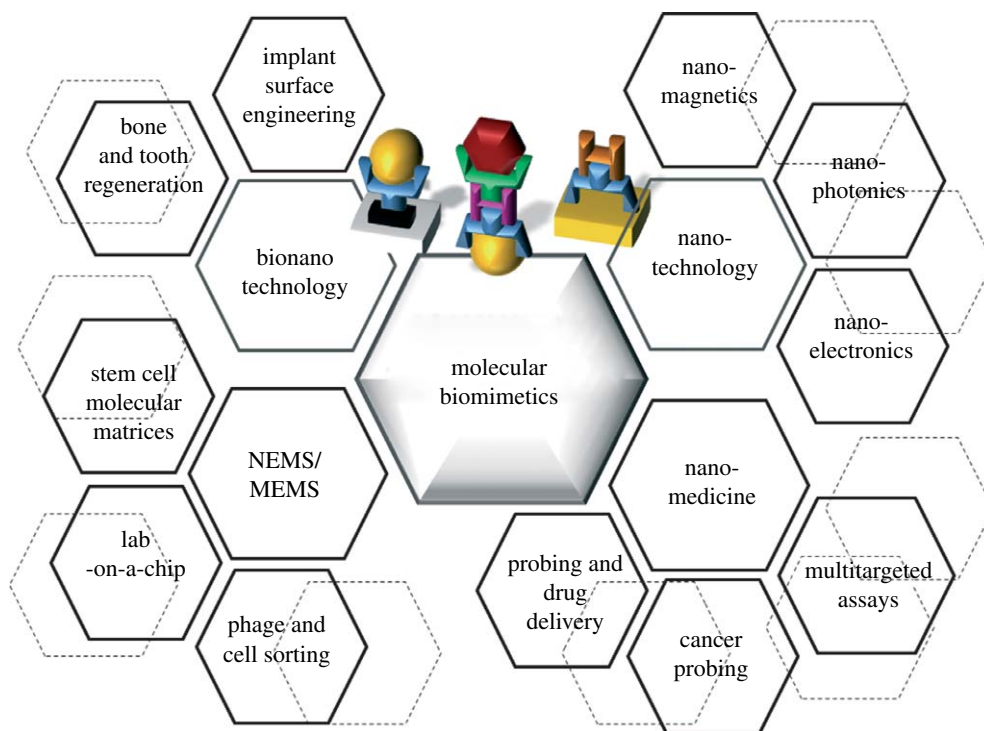 implant
surface
engineering
nano-
magnetics
bone
and tooth
regeneration
nano-
photonics
bionano
technology
nano-
technology
nano-
electronics
molecular
biomimetics
stem cell
molecular
matrices
NEMS/
MEMS
nano-
medicine
lab
-on-a-chip
probing and
drug
delivery
multitargeted
assays
phage and
cell sorting
cancer
probing